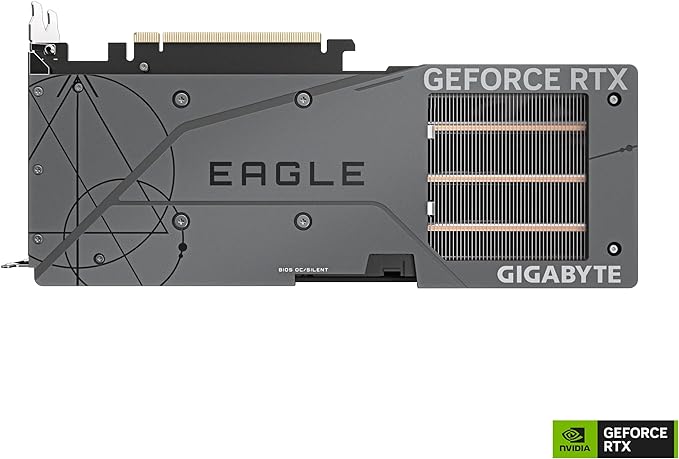 GEFORCE RTX
EAGLE
BIOS OC/SILENT
GIGABYTE
NVIDIA
GEFORCE
RTX